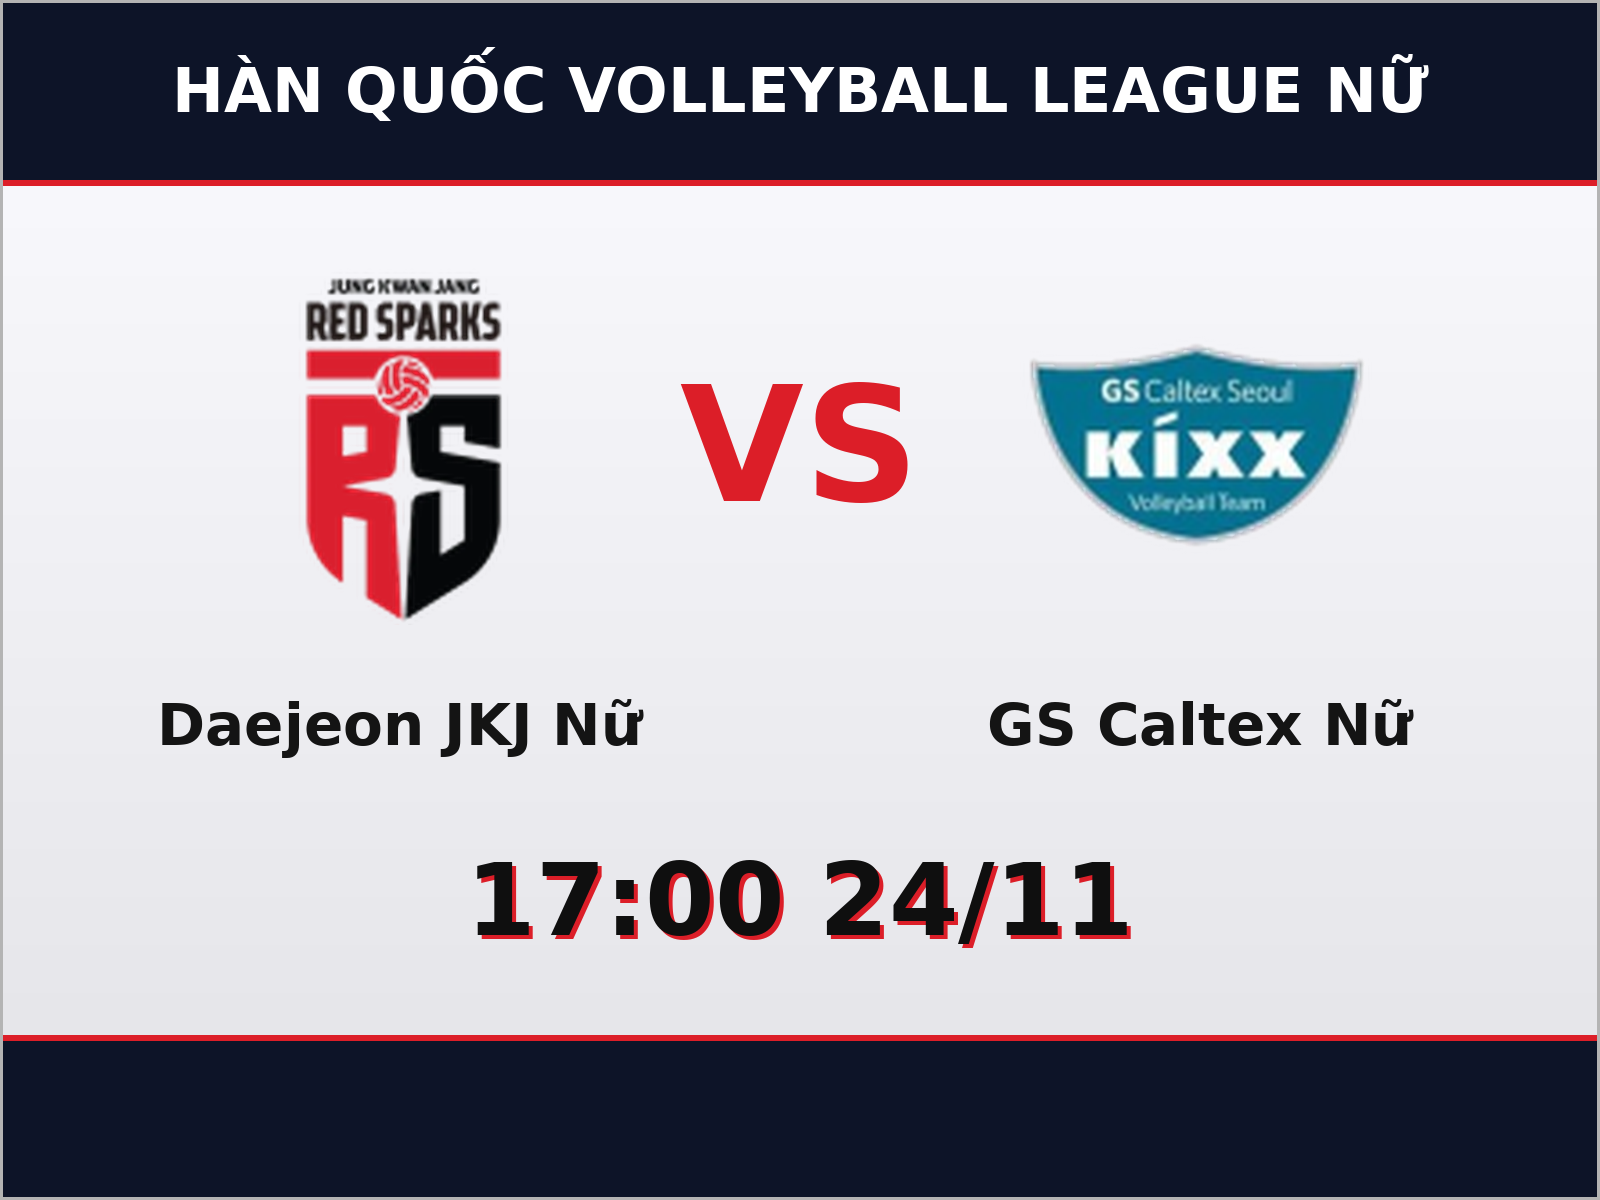 HÀN QUỐC VOLLEYBALL LEAGUE NỮ
JUNG KWAN JANG
RED SPARKS
RS
VS
GS Caltex Seoul
kíxx
Volleyball Team
Daejeon JKJ Nữ
GS Caltex Nữ
17:00 24/11